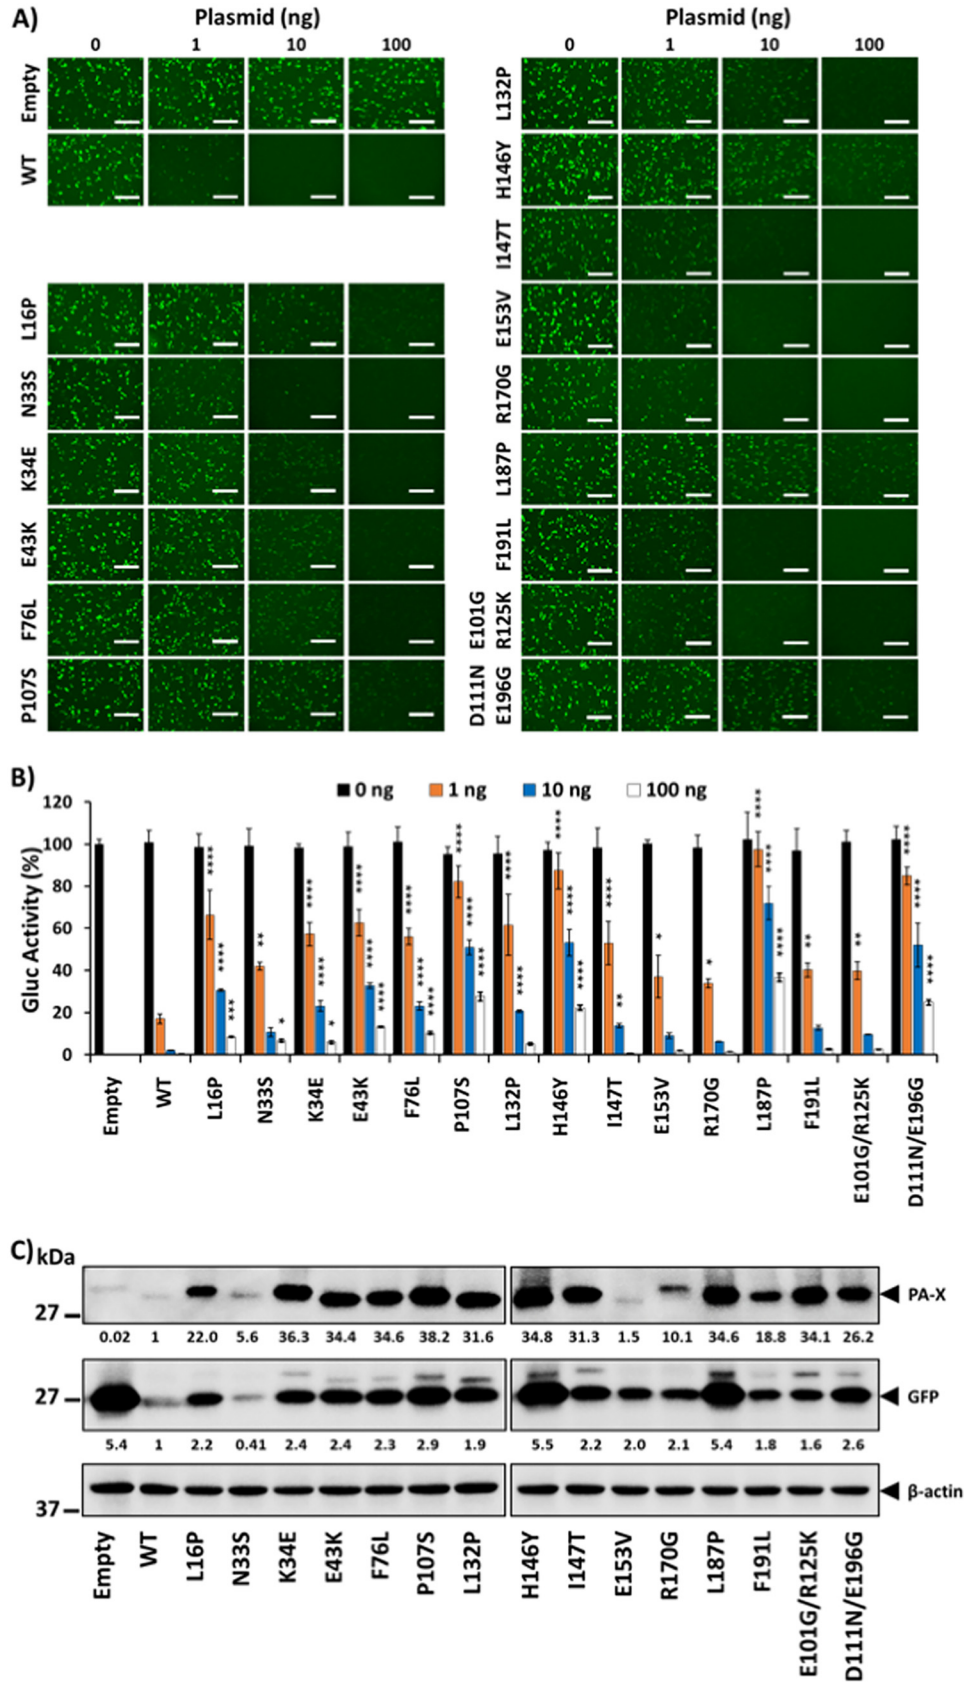 A)
Plasmid (ng)
0 1 10 100
Empty
WT
L16P
N33S
K34E
E43K
F76L
P107S
Plasmid (ng)
0 1 10 100
L132P
H146Y
I147T
E153V
R170G
L187P
F191L
E101G
R125K
D111N
E196G
B)
0 ng 1 ng 10 ng 100 ng
Gluc Activity (%)
120
100
80
60
40
20
0
**** **** ***
** *
**** **** *
**** **** ****
**** **** ****
**** **** ****
**** ****
**** **** ****
**** **
*
*
**** **** ****
**
**
**** **** ****
Empty WT L16P N33S K34E E43K F76L P107S L132P H146Y I147T E153V R170G L187P F191L E101G/R125K D111N/E196G
C)
kDa
27
PA-X
0.02 1 22.0 5.6 36.3 34.4 34.6 38.2 31.6 34.8 31.3 1.5 10.1 34.6 18.8 34.1 26.2
27
GFP
5.4 1 2.2 0.41 2.4 2.4 2.3 2.9 1.9 5.5 2.2 2.0 2.1 5.4 1.8 1.6 2.6
37
β-actin
Empty WT L16P N33S K34E E43K F76L P107S L132P H146Y I147T E153V R170G L187P F191L E101G/R125K D111N/E196G